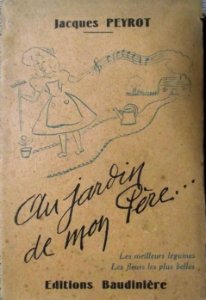 Jacques PEYROT
Au jardin
de mon Père...
Les meilleurs légumes
Les fleurs les plus belles
Editions Baudinière